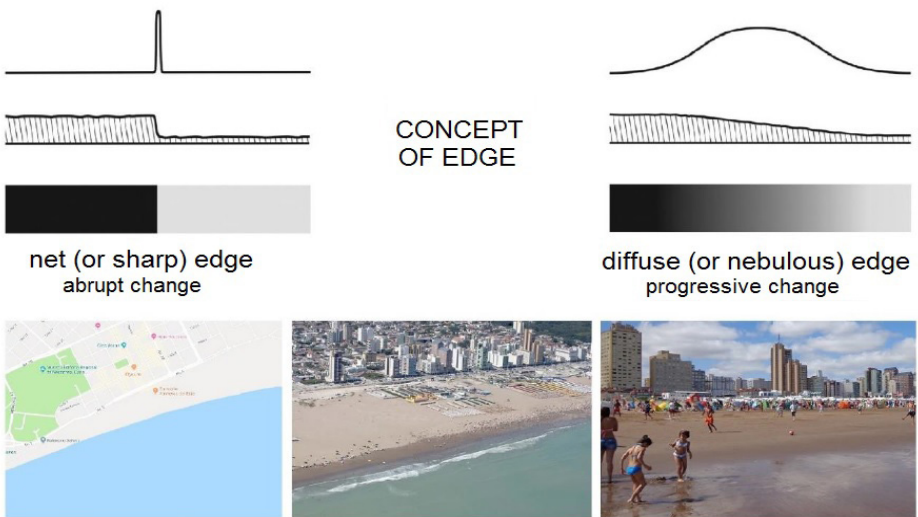 CONCEPT
OF EDGE
net (or sharp) edge
abrupt change
diffuse (or nebulous) edge
progressive change